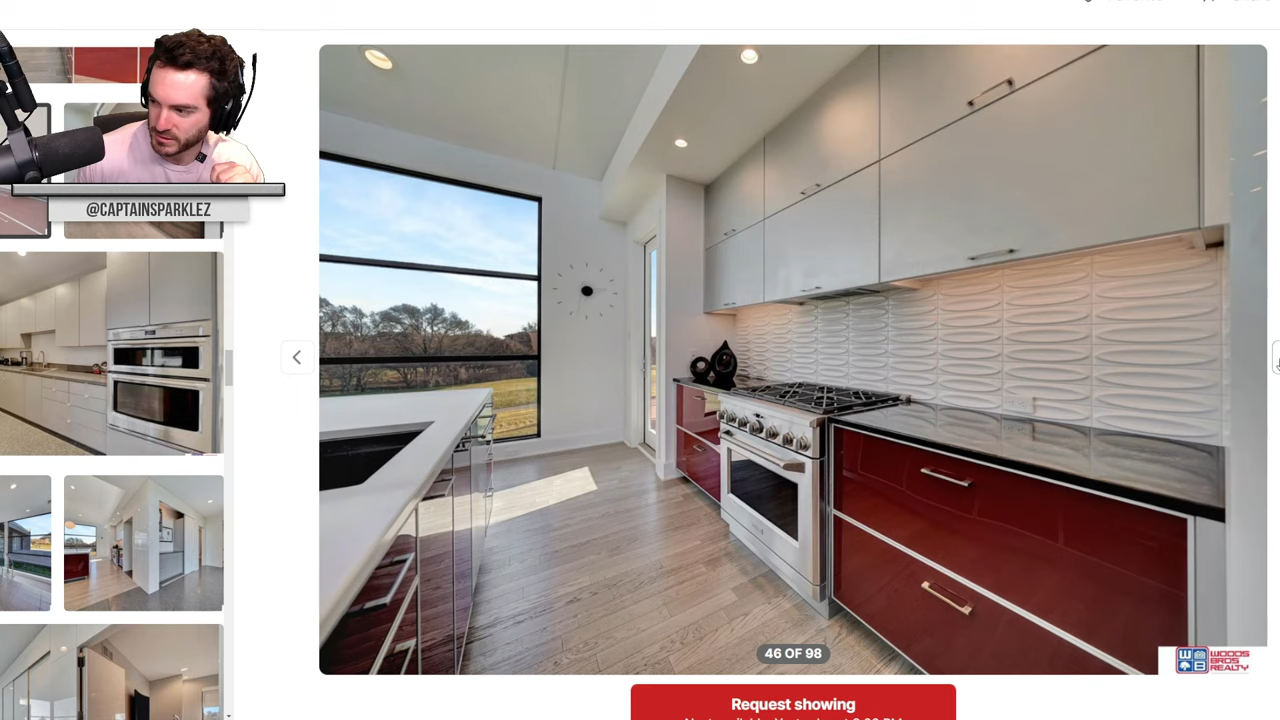 @CAPTAINSPARKLEZ
46 OF 98
WOODS
BROS
REALTY
Request showing